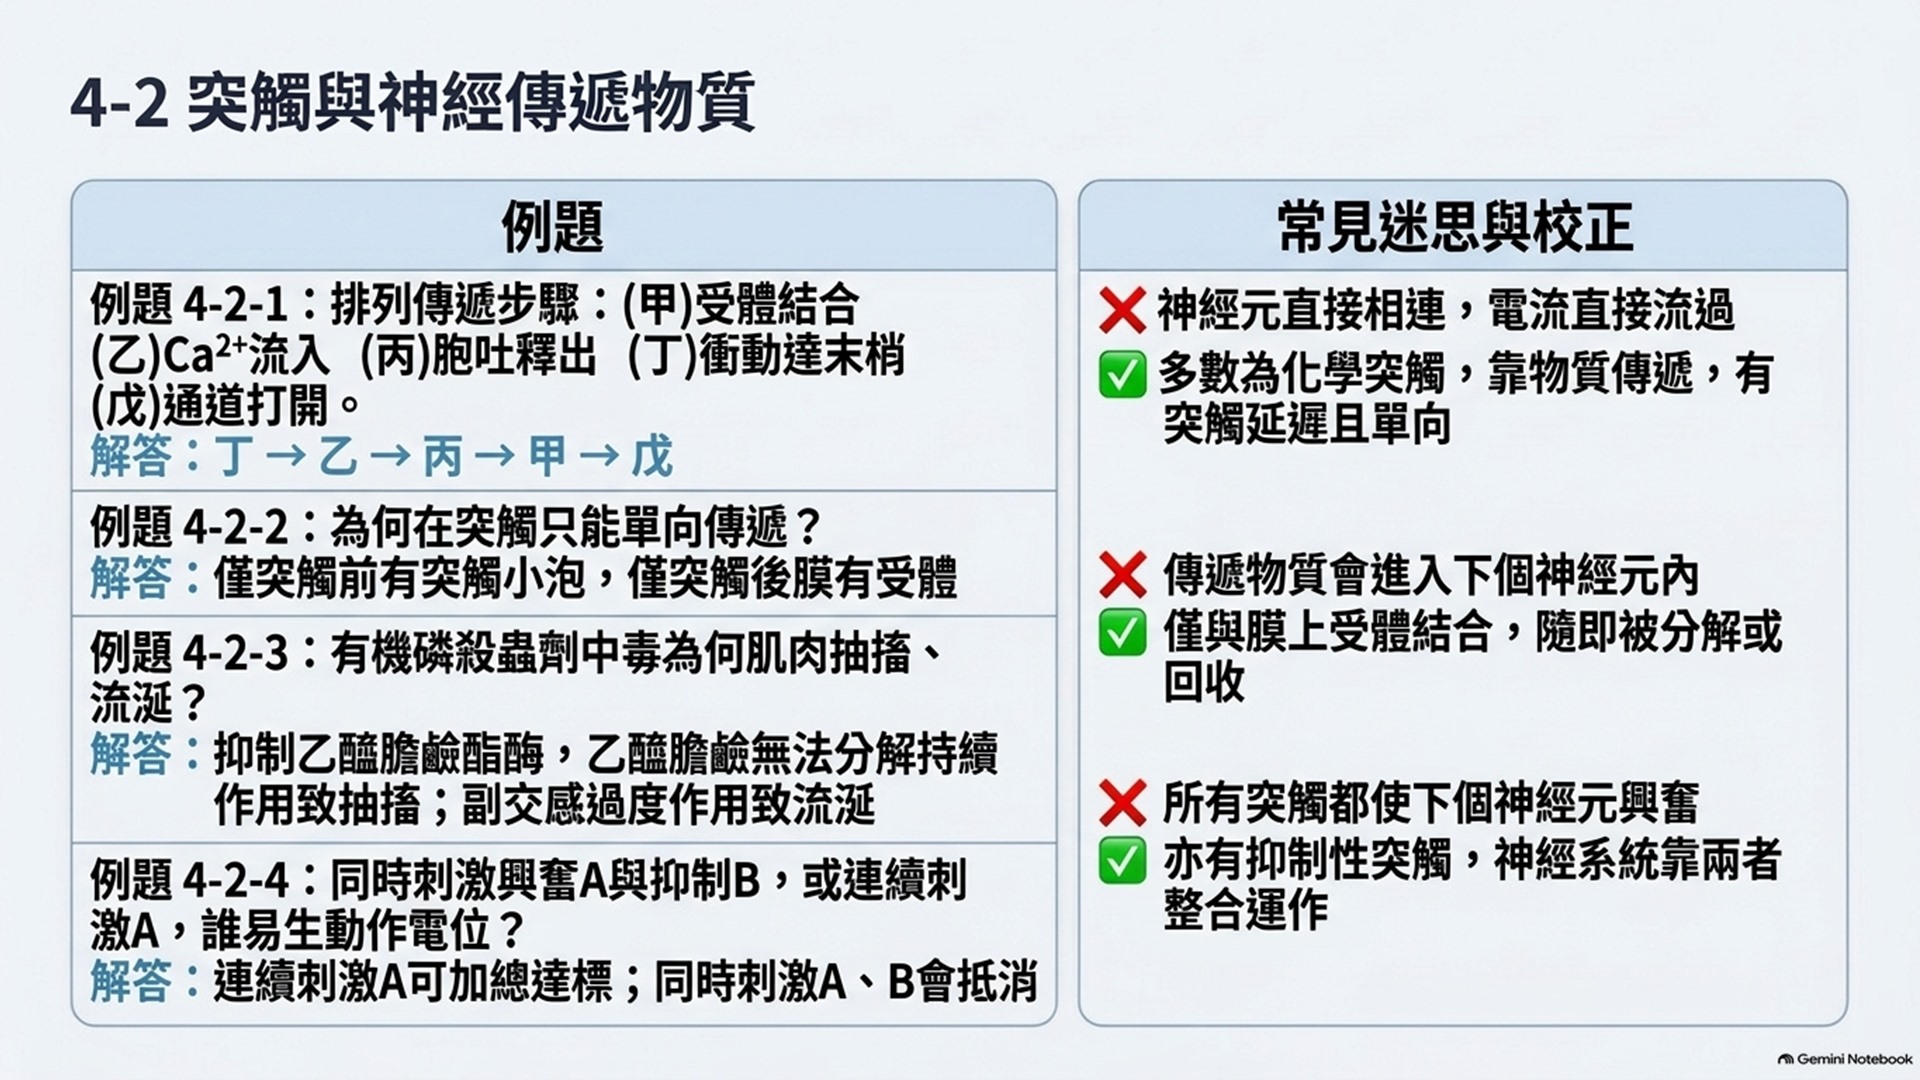 4-2 突觸與神經傳遞物質
例題
例題 4-2-1：排列傳遞步驟：(甲)受體結合
(乙)Ca²⁺流入 (丙)胞吐釋出 (丁)衝動達末梢
(戊)通道打開。
解答：丁 → 乙 → 丙 → 甲 → 戊
例題 4-2-2：為何在突觸只能單向傳遞？
解答：僅突觸前有突觸小泡，僅突觸後膜有受體
例題 4-2-3：有機磷殺蟲劑中毒為何肌肉抽搐、
流涎？
解答：抑制乙醯膽鹼酯酶，乙醯膽鹼無法分解持續
作用致抽搐；副交感過度作用致流涎
例題 4-2-4：同時刺激興奮A與抑制B，或連續刺
激A，誰易生動作電位？
解答：連續刺激A可加總達標；同時刺激A、B會抵消
常見迷思與校正
❌ 神經元直接相連，電流直接流過
✅ 多數為化學突觸，靠物質傳遞，有
突觸延遲且單向
❌ 傳遞物質會進入下個神經元內
✅ 僅與膜上受體結合，隨即被分解或
回收
❌ 所有突觸都使下個神經元興奮
✅ 亦有抑制性突觸，神經系統靠兩者
整合運作
Gemini Notebook